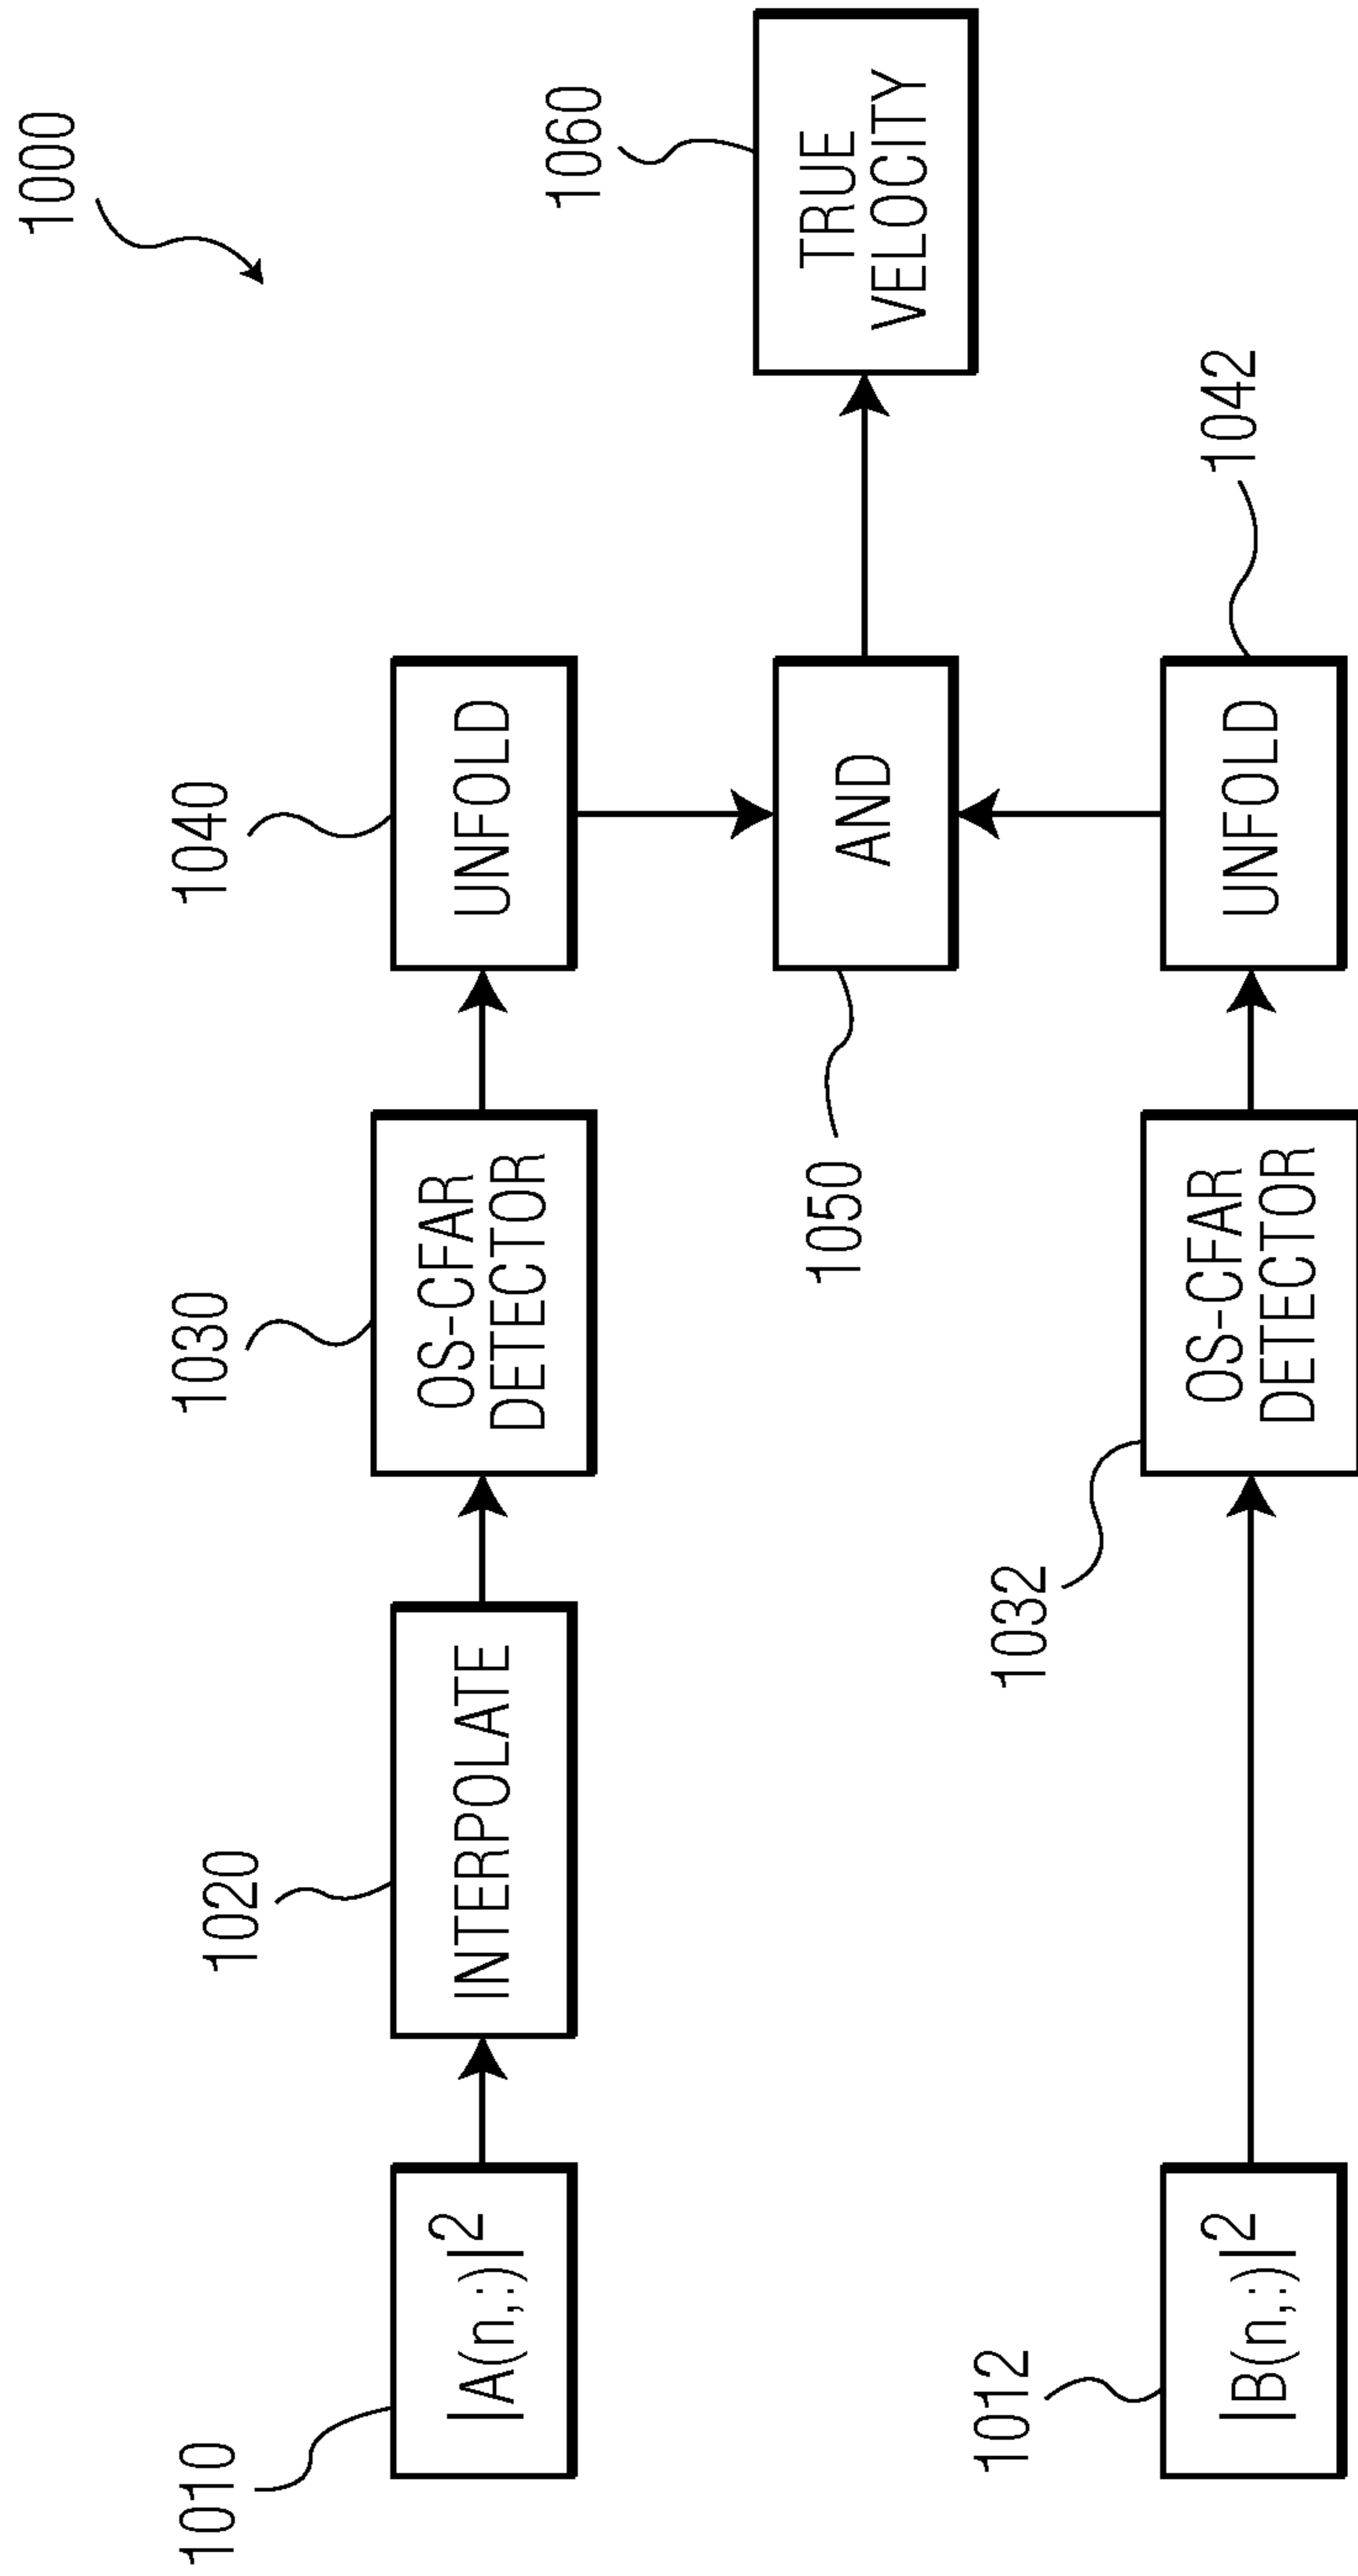 1000
1010
|A(n,:)|²
1020
INTERPOLATE
1030
OS-CFAR
DETECTOR
1040
UNFOLD
1050
AND
1060
TRUE
VELOCITY
1012
|B(n,:)|²
1032
OS-CFAR
DETECTOR
1042
UNFOLD